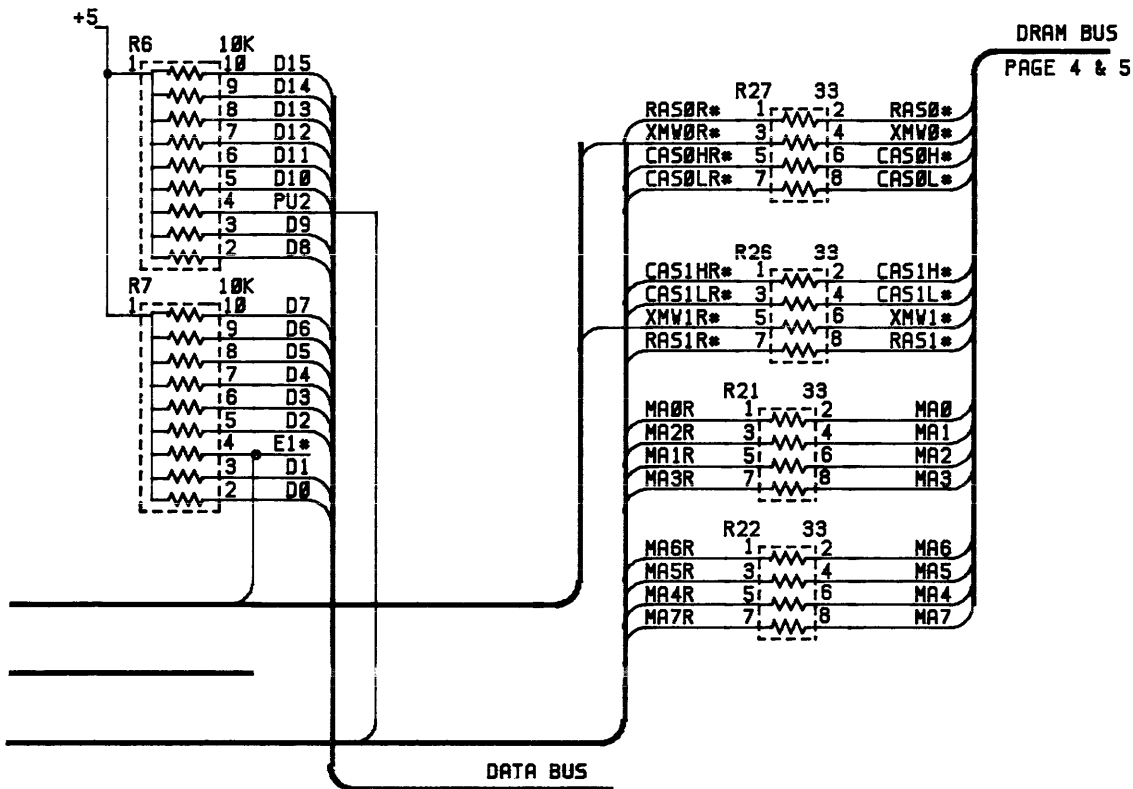 +5
R6 10K
1 10 D15
9 D14
8 D13
7 D12
6 D11
5 D10
4 PU2
3 D9
2 D8
R7 10K
1 10 D7
9 D6
8 D5
7 D4
6 D3
5 D2
4 E1*
3 D1
2 D0
DRAM BUS
PAGE 4 & 5
R27 33
RAS0R* 1 2 RAS0*
XMW0R* 3 4 XMW0*
CAS0HR* 5 6 CAS0H*
CAS0LR* 7 8 CAS0L*
R26 33
CAS1HR* 1 2 CAS1H*
CAS1LR* 3 4 CAS1L*
XMW1R* 5 6 XMW1*
RAS1R* 7 8 RAS1*
R21 33
MA0R 1 2 MA0
MA2R 3 4 MA1
MA1R 5 6 MA2
MA3R 7 8 MA3
R22 33
MA6R 1 2 MA6
MA5R 3 4 MA5
MA4R 5 6 MA4
MA7R 7 8 MA7
DATA BUS